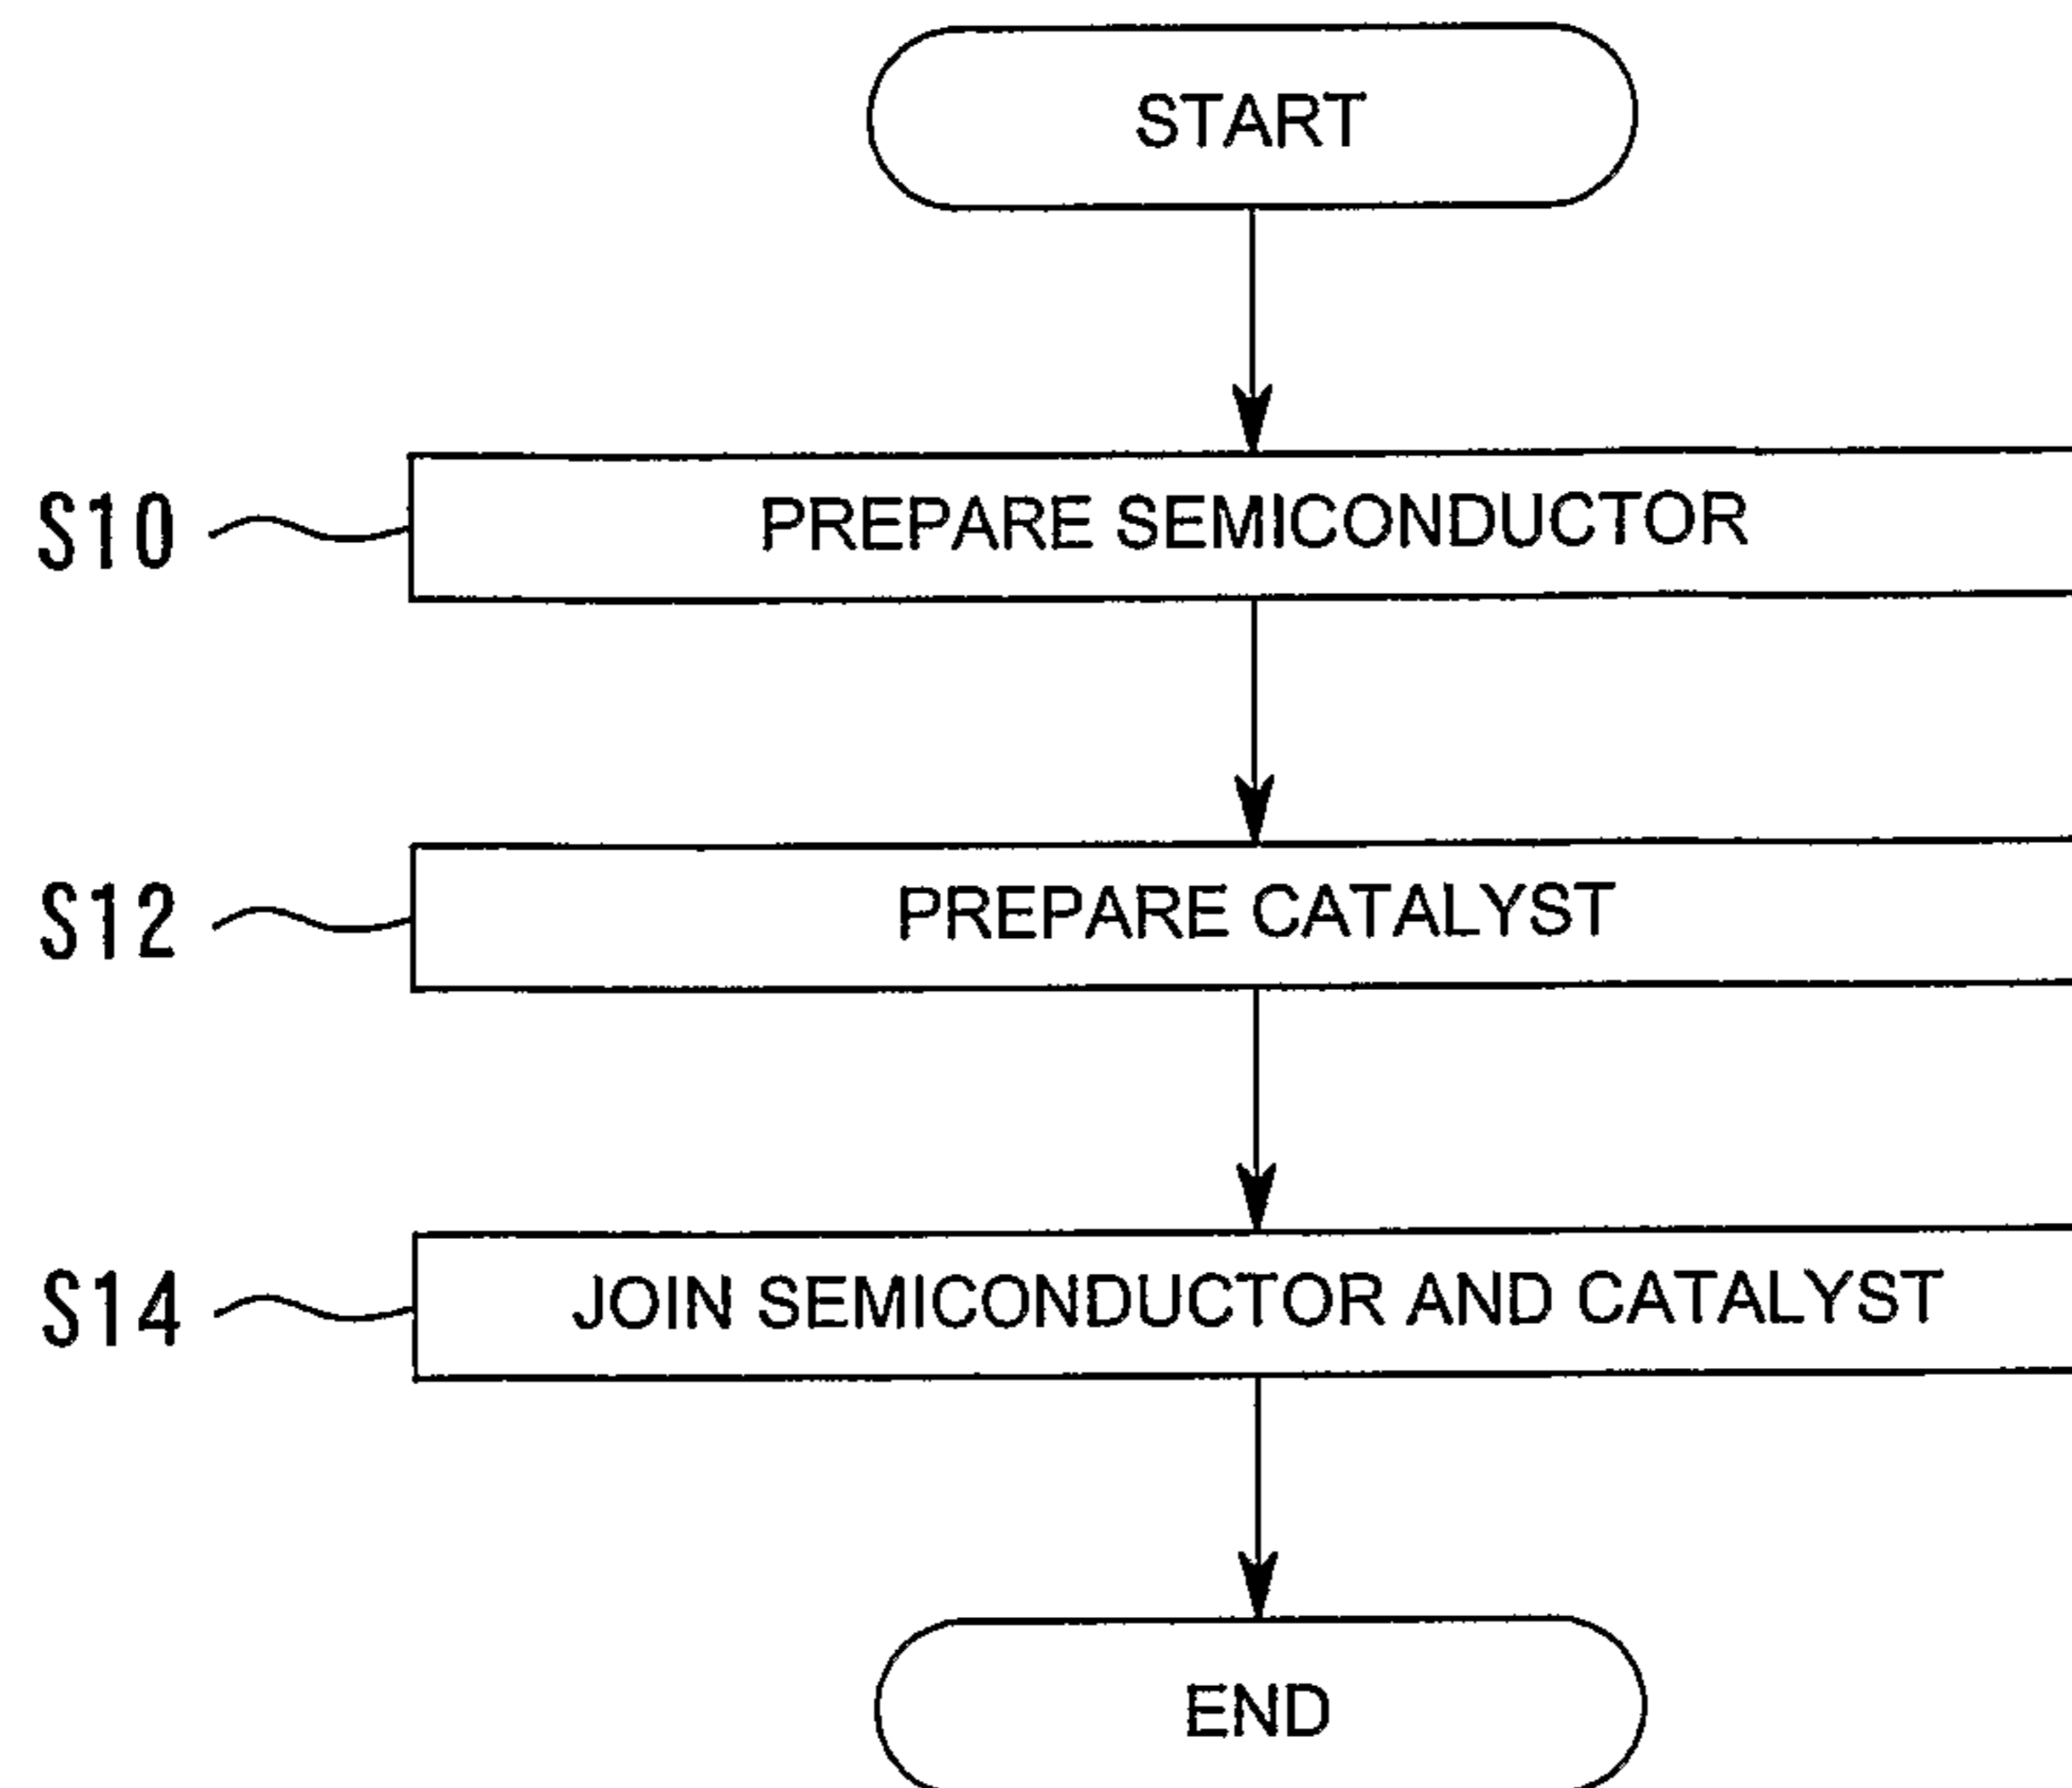 START
S10 PREPARE SEMICONDUCTOR
S12 PREPARE CATALYST
S14 JOIN SEMICONDUCTOR AND CATALYST
END